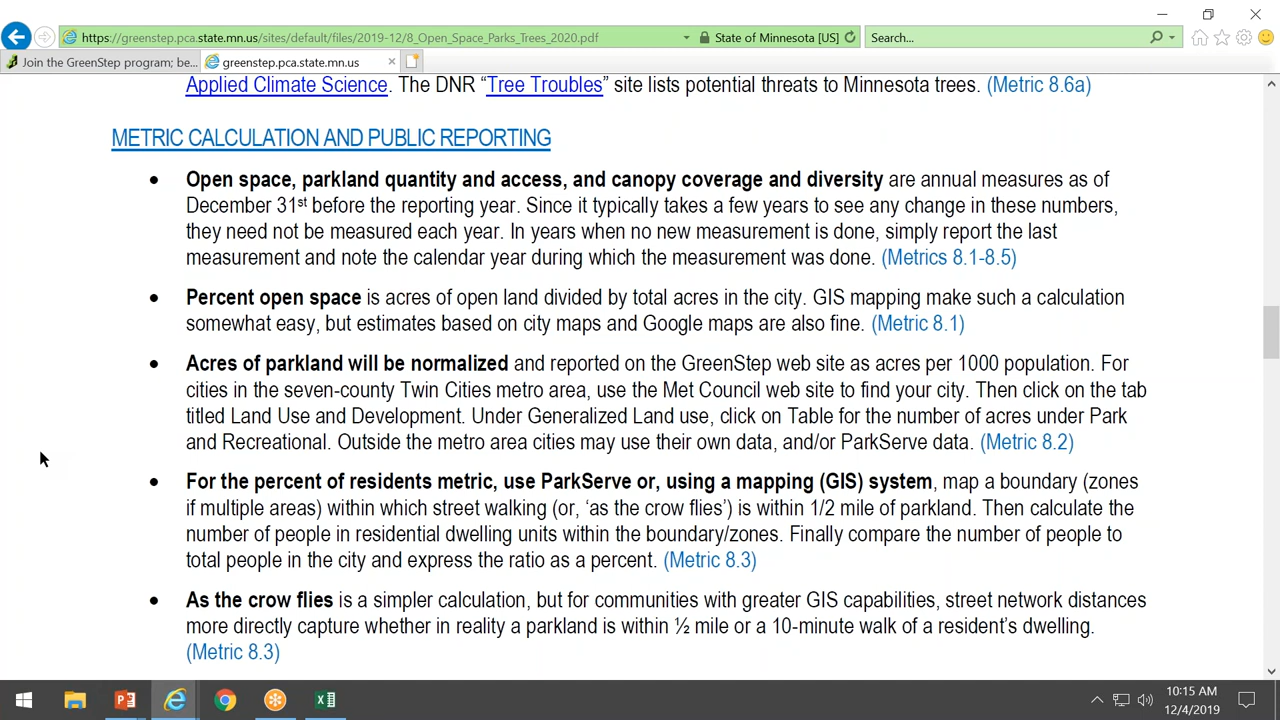 https://greenstep.pca.state.mn.us/sites/default/files/2019-12/8_Open_Space_Parks_Trees_2020.pdf
State of Minnesota [US]
Search...
Join the GreenStep program; be...
greenstep.pca.state.mn.us
Applied Climate Science. The DNR “Tree Troubles” site lists potential threats to Minnesota trees. (Metric 8.6a)
METRIC CALCULATION AND PUBLIC REPORTING
• Open space, parkland quantity and access, and canopy coverage and diversity are annual measures as of
December 31st before the reporting year. Since it typically takes a few years to see any change in these numbers,
they need not be measured each year. In years when no new measurement is done, simply report the last
measurement and note the calendar year during which the measurement was done. (Metrics 8.1-8.5)
• Percent open space is acres of open land divided by total acres in the city. GIS mapping make such a calculation
somewhat easy, but estimates based on city maps and Google maps are also fine. (Metric 8.1)
• Acres of parkland will be normalized and reported on the GreenStep web site as acres per 1000 population. For
cities in the seven-county Twin Cities metro area, use the Met Council web site to find your city. Then click on the tab
titled Land Use and Development. Under Generalized Land use, click on Table for the number of acres under Park
and Recreational. Outside the metro area cities may use their own data, and/or ParkServe data. (Metric 8.2)
• For the percent of residents metric, use ParkServe or, using a mapping (GIS) system, map a boundary (zones
if multiple areas) within which street walking (or, ‘as the crow flies’) is within 1/2 mile of parkland. Then calculate the
number of people in residential dwelling units within the boundary/zones. Finally compare the number of people to
total people in the city and express the ratio as a percent. (Metric 8.3)
• As the crow flies is a simpler calculation, but for communities with greater GIS capabilities, street network distances
more directly capture whether in reality a parkland is within ½ mile or a 10-minute walk of a resident’s dwelling.
(Metric 8.3)
10:15 AM
12/4/2019